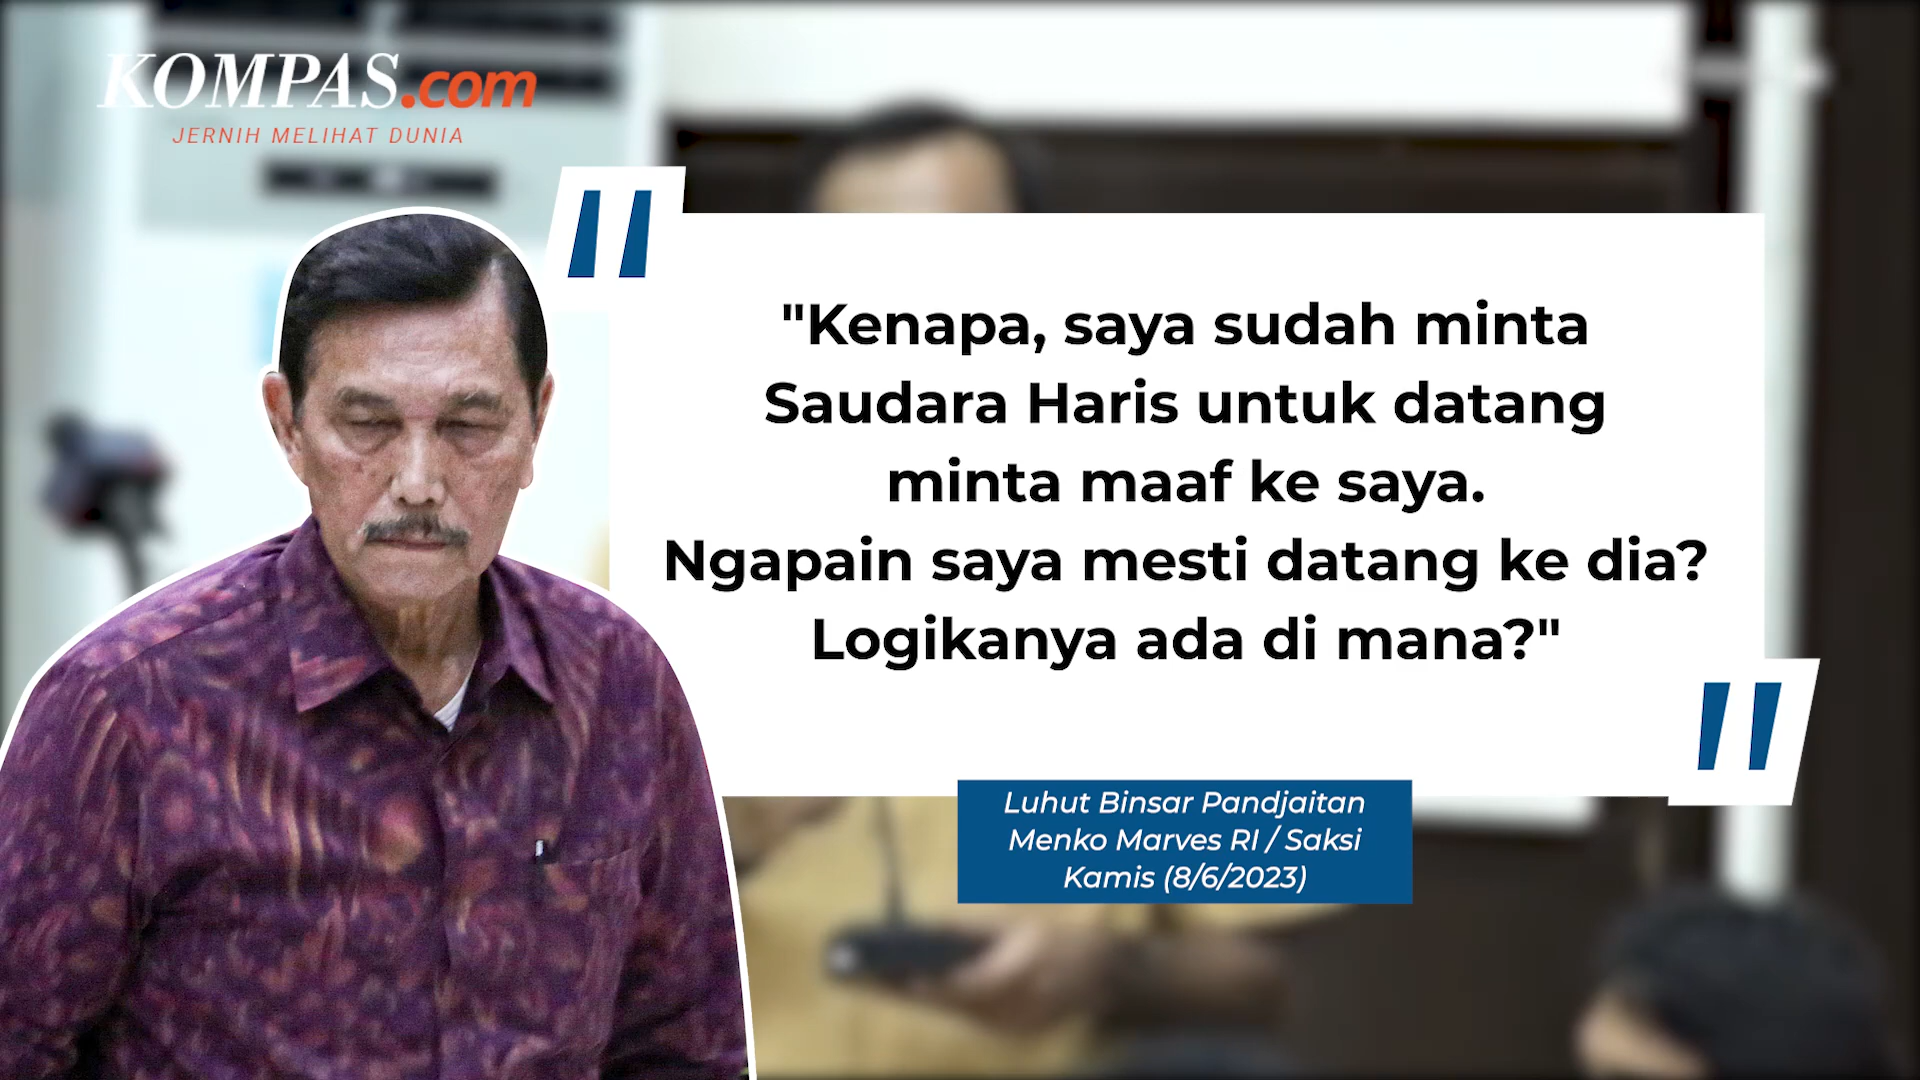 KOMPAS.com
JERNIH MELIHAT DUNIA
"Kenapa, saya sudah minta
Saudara Haris untuk datang
minta maaf ke saya.
Ngapain saya mesti datang ke dia?
Logikanya ada di mana?"
Luhut Binsar Pandjaitan
Menko Marves RI / Saksi
Kamis (8/6/2023)